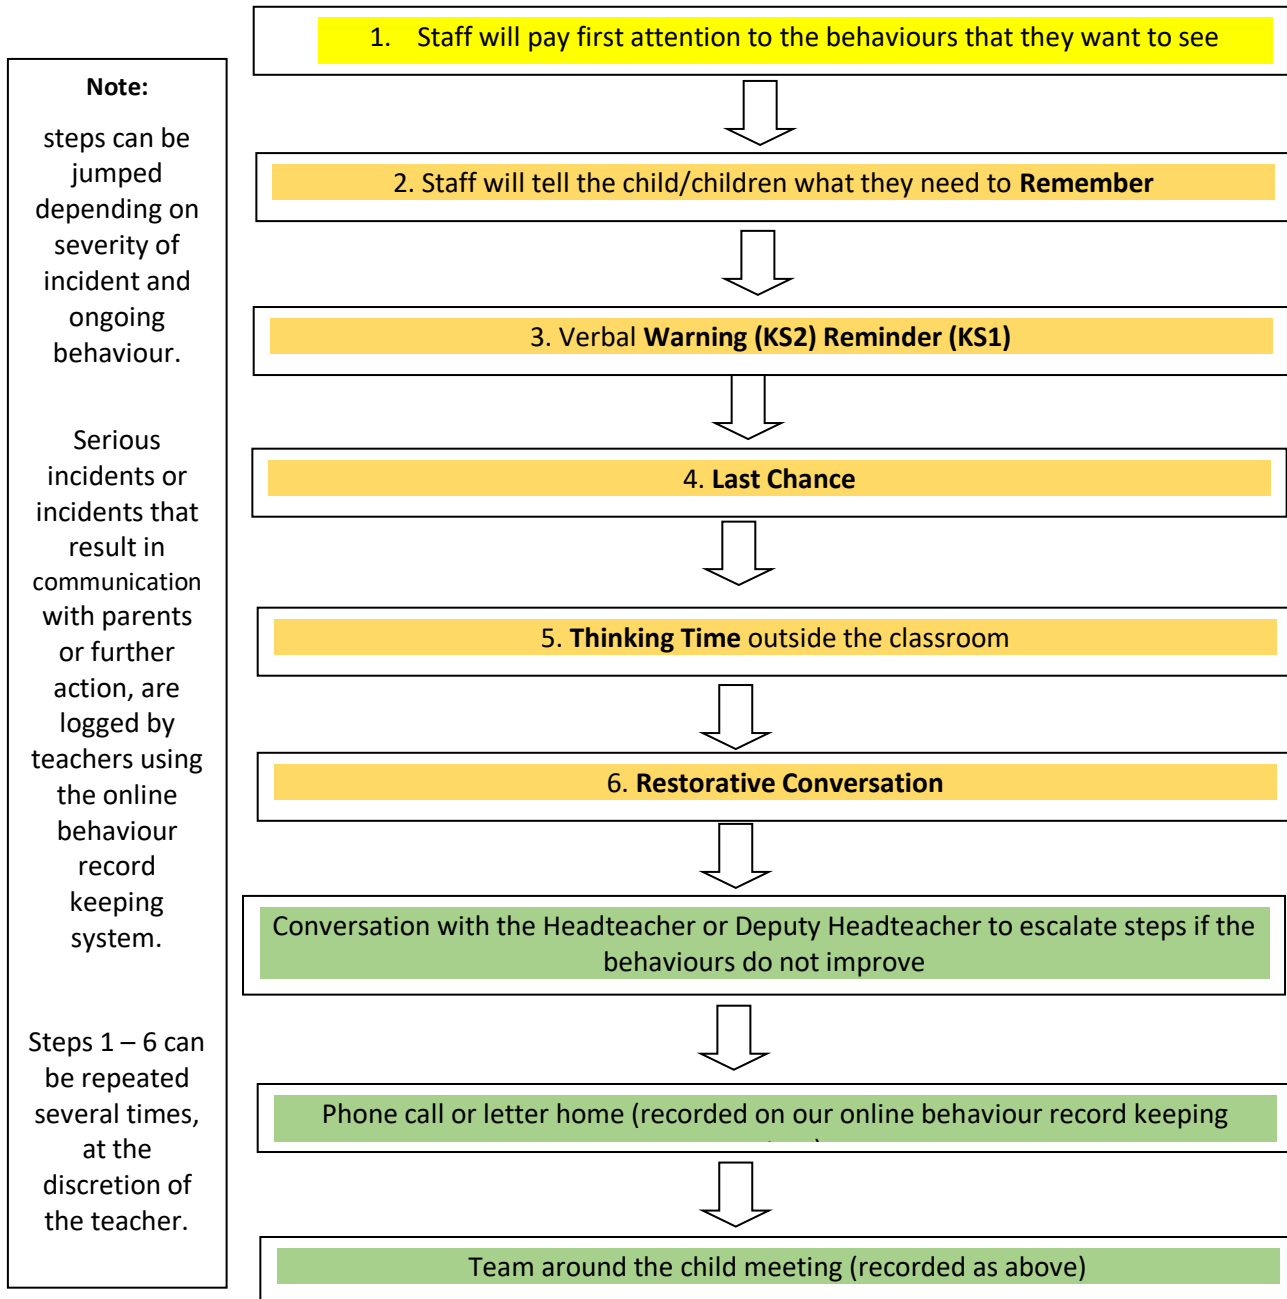 Note:
steps can be
jumped
depending on
severity of
incident and
ongoing
behaviour.
Serious
incidents or
incidents that
result in
communication
with parents
or further
action, are
logged by
teachers using
the online
behaviour
record
keeping
system.
Steps 1 – 6 can
be repeated
several times,
at the
discretion of
the teacher.
1. Staff will pay first attention to the behaviours that they want to see
2. Staff will tell the child/children what they need to Remember
3. Verbal Warning (KS2) Reminder (KS1)
4. Last Chance
5. Thinking Time outside the classroom
6. Restorative Conversation
Conversation with the Headteacher or Deputy Headteacher to escalate steps if the
behaviours do not improve
Phone call or letter home (recorded on our online behaviour record keeping
Team around the child meeting (recorded as above)